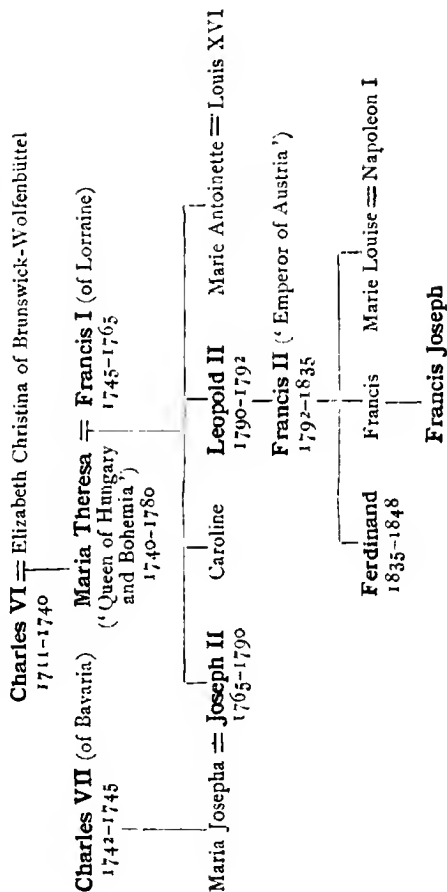 Charles VI = Elizabeth Christina of Brunswick-Wolfenbüttel
1711–1740
Charles VII (of Bavaria)
1742–1745
Maria Theresa = Francis I (of Lorraine)
(‘Queen of Hungary
and Bohemia’)
1740–1780
1745–1765
Maria Josepha = Joseph II
1765–1790
Caroline
Leopold II
1790–1792
Marie Antoinette = Louis XVI
Francis II (‘Emperor of Austria’)
1792–1835
Ferdinand
1835–1848
Francis
Marie Louise = Napoleon I
Francis Joseph